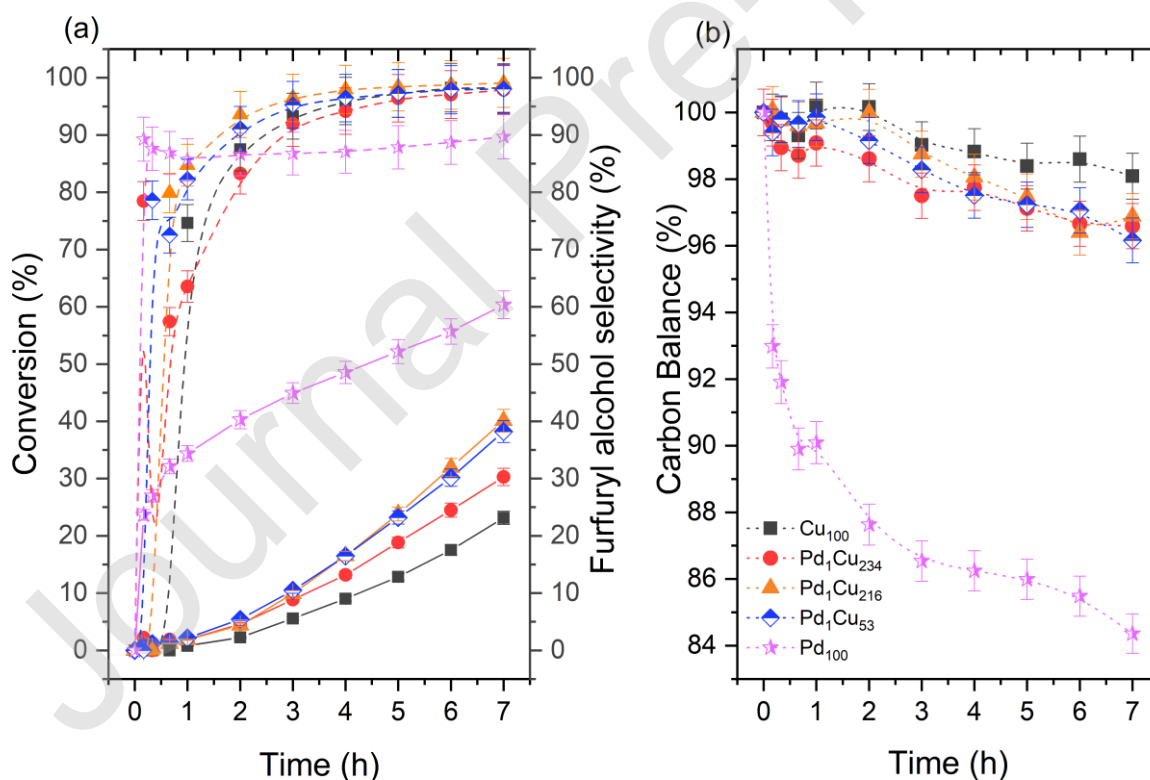 (a)
(b)
Conversion (%)
100
90
80
70
60
50
40
30
20
10
0
0 1 2 3 4 5 6 7
Time (h)
100
90
80
70
60
50
40
30
20
10
0
Furfuryl alcohol selectivity (%)
Carbon Balance (%)
100
98
96
94
92
90
88
86
84
Cu₁₀₀
Pd₁Cu₂₃₄
Pd₁Cu₂₁₆
Pd₁Cu₅₃
Pd₁₀₀
0 1 2 3 4 5 6 7
Time (h)
Journal Pre-